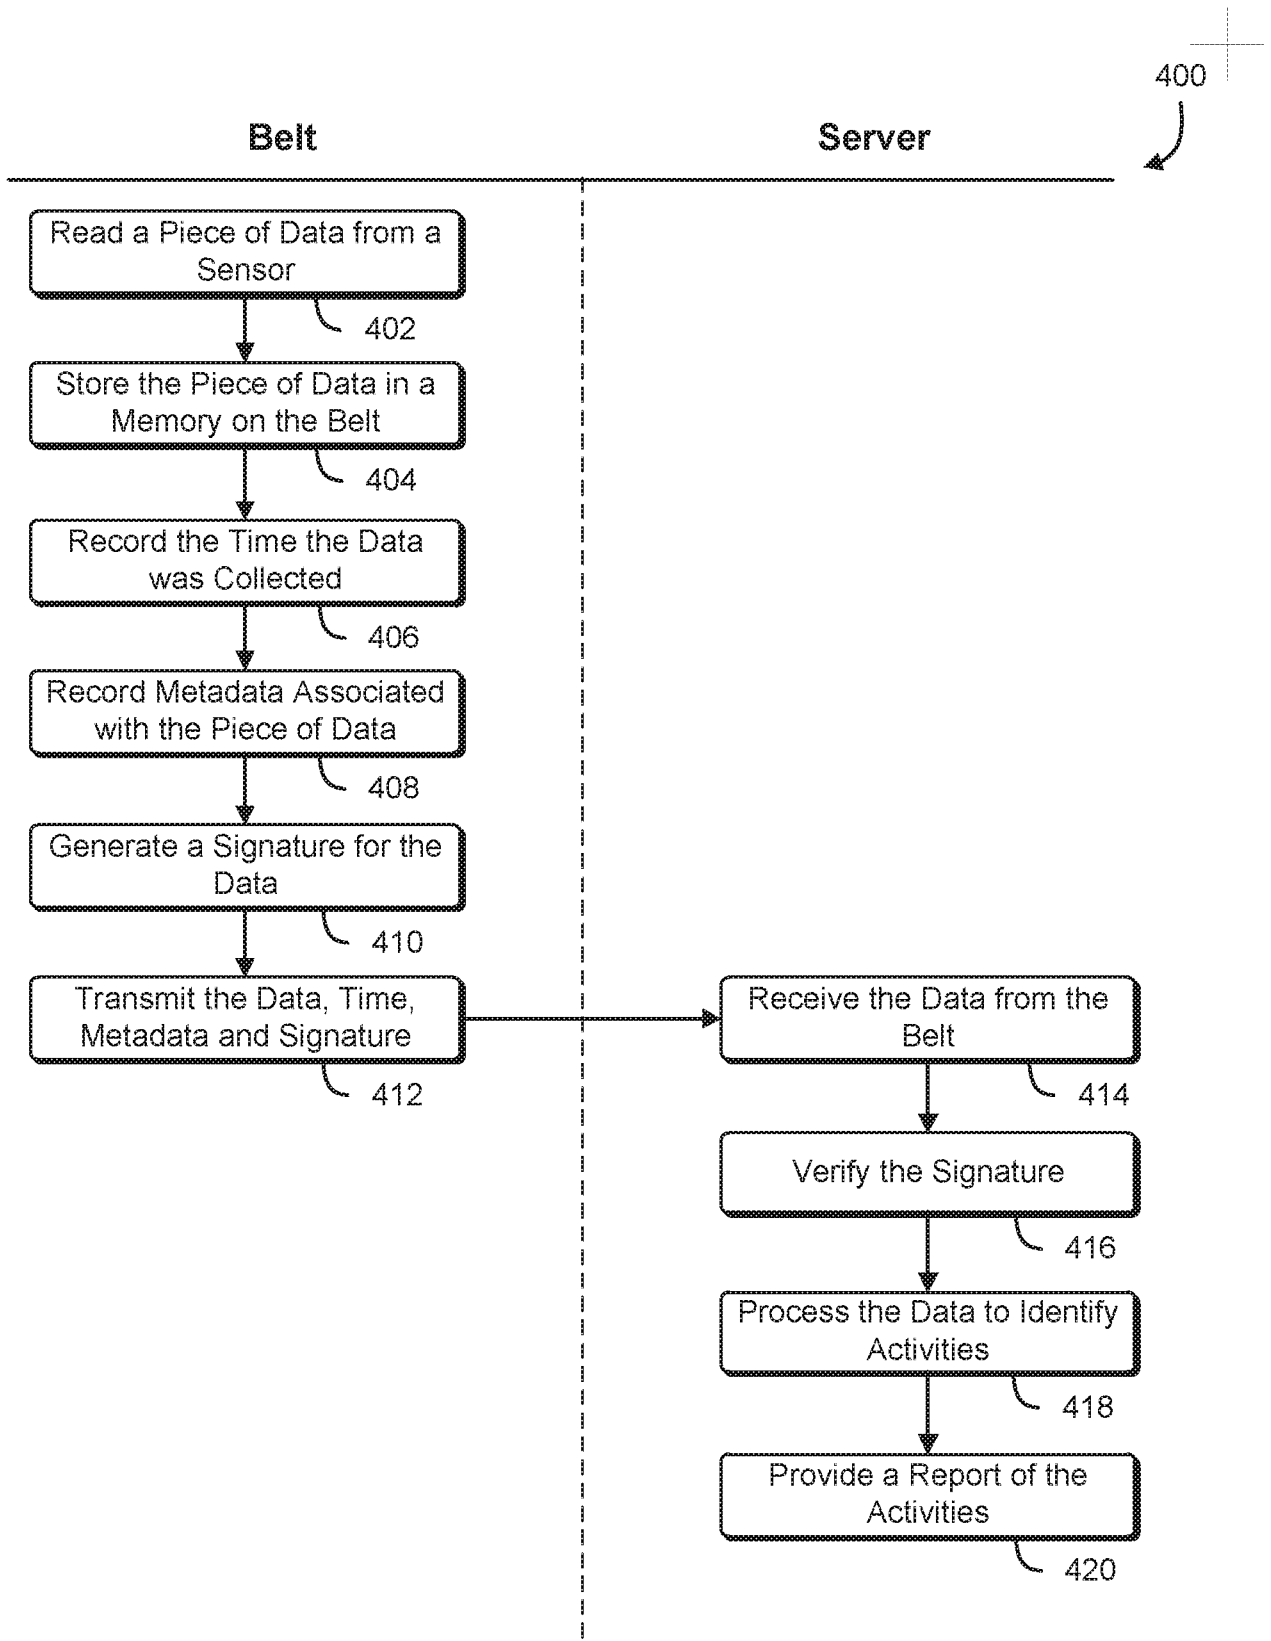 400
Belt
Server
Read a Piece of Data from a
Sensor
402
Store the Piece of Data in a
Memory on the Belt
404
Record the Time the Data
was Collected
406
Record Metadata Associated
with the Piece of Data
408
Generate a Signature for the
Data
410
Transmit the Data, Time,
Metadata and Signature
412
Receive the Data from the
Belt
414
Verify the Signature
416
Process the Data to Identify
Activities
418
Provide a Report of the
Activities
420